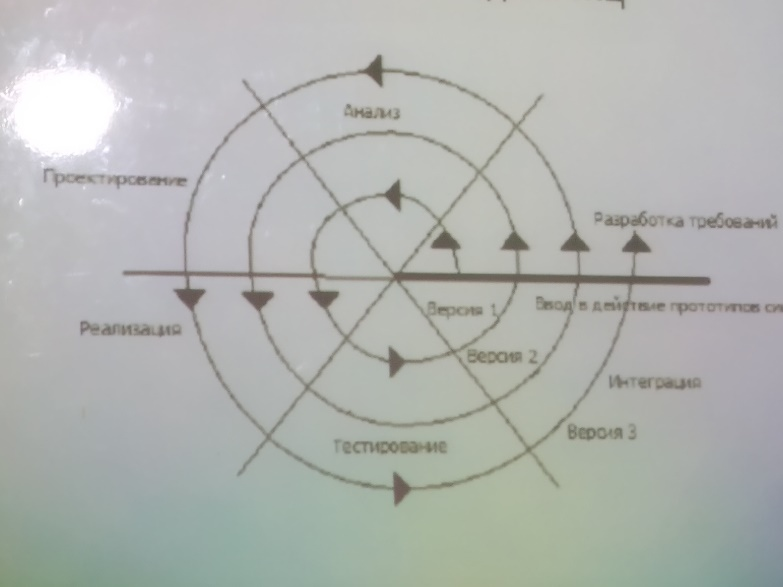 Анализ
Проектирование
Разработка требований
Версия 1
Ввод в действие прототипов
Реализация
Версия 2
Интеграция
Версия 3
Тестирование